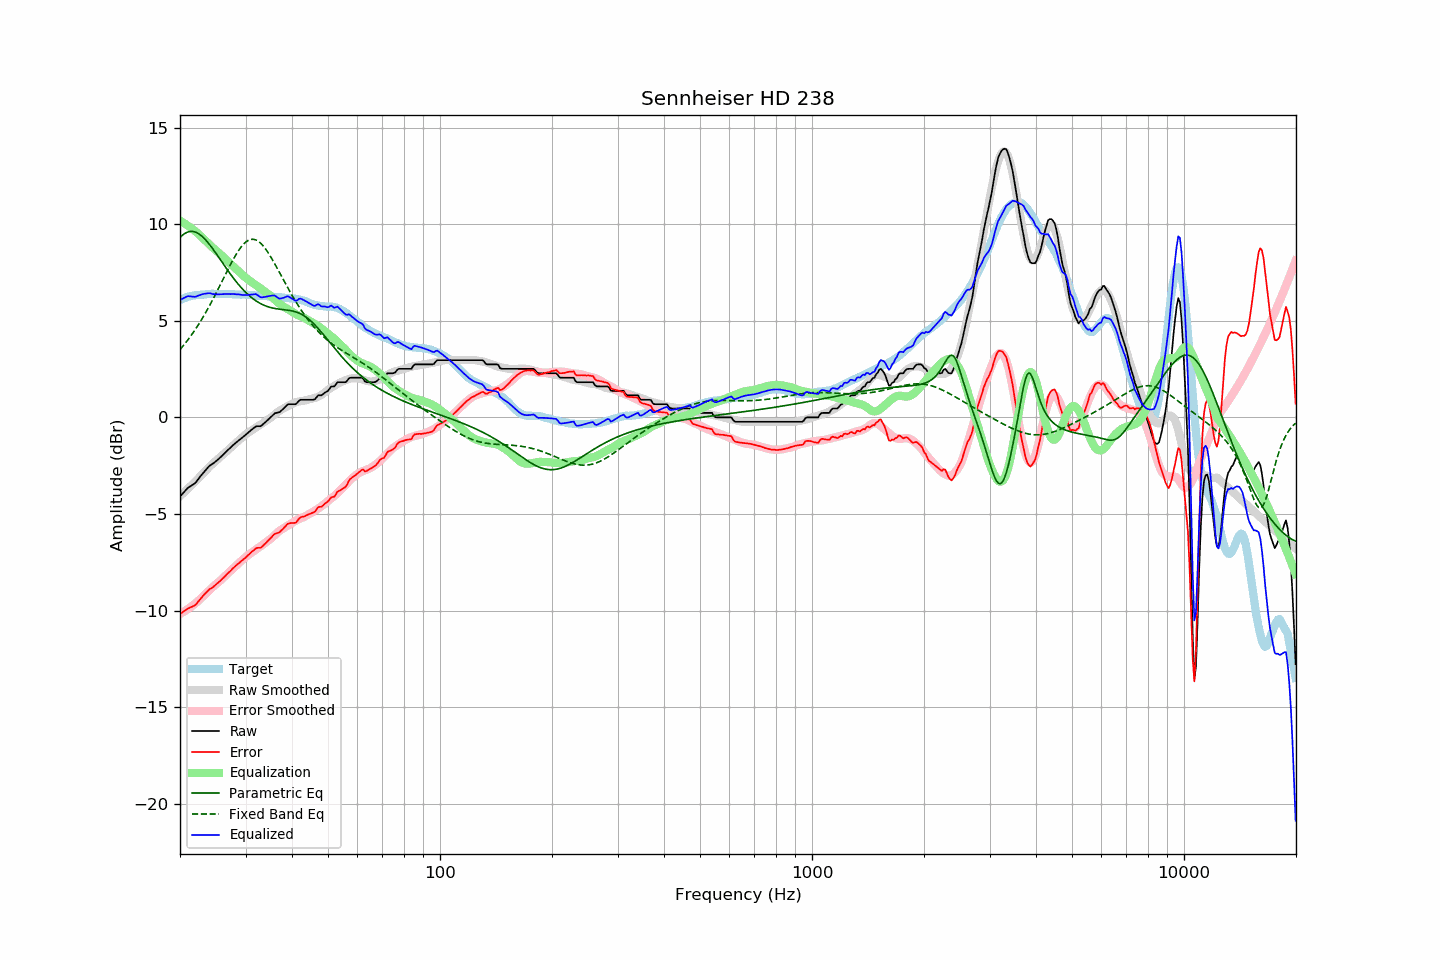 Sennheiser HD 238
Amplitude (dBr)
15
10
5
0
−5
−10
−15
−20
Target
Raw Smoothed
Error Smoothed
Raw
Error
Equalization
Parametric Eq
Fixed Band Eq
Equalized
100
1000
10000
Frequency (Hz)